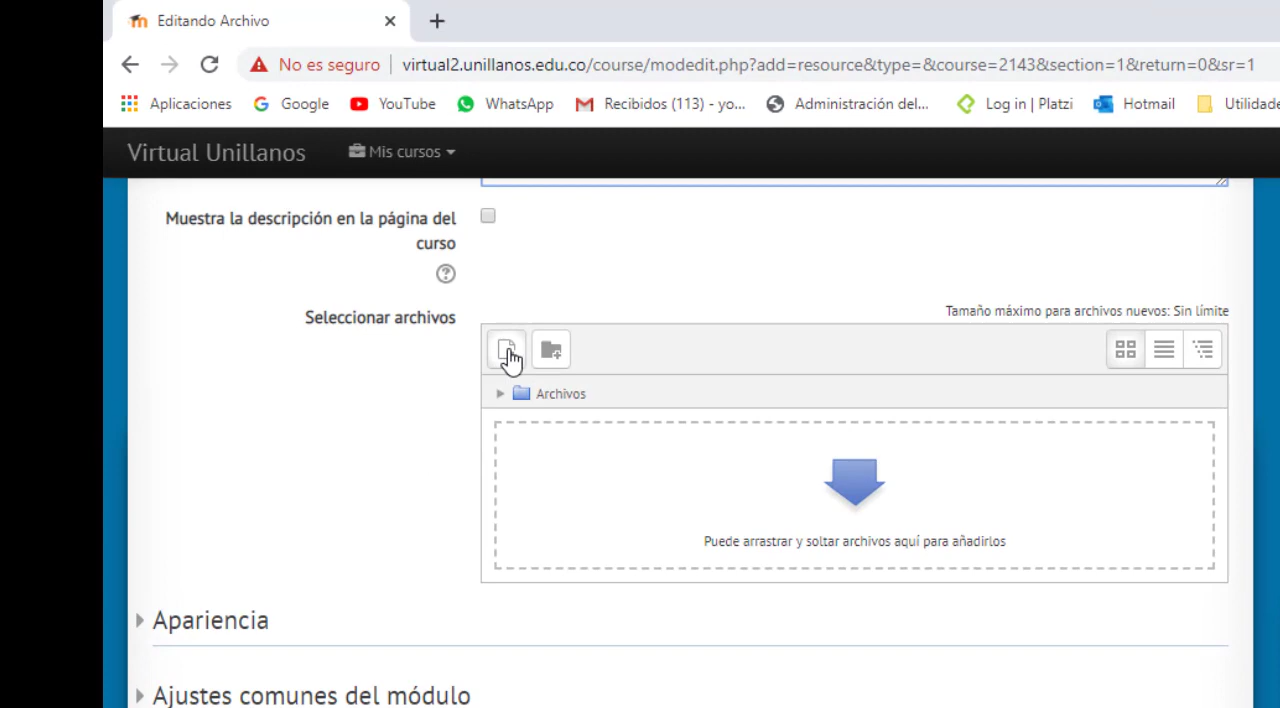 Editando Archivo
No es seguro | virtual2.unillanos.edu.co/course/modedit.php?add=resource&type=&course=2143&section=1&return=0&sr=1
Aplicaciones Google YouTube WhatsApp Recibidos (113) - yo... Administración del... Log in | Platzi Hotmail Utilidade
Virtual Unillanos Mis cursos
Muestra la descripción en la página del
curso
Tamaño máximo para archivos nuevos: Sin límite
Seleccionar archivos
Archivos
Puede arrastrar y soltar archivos aquí para añadirlos
Apariencia
Ajustes comunes del módulo